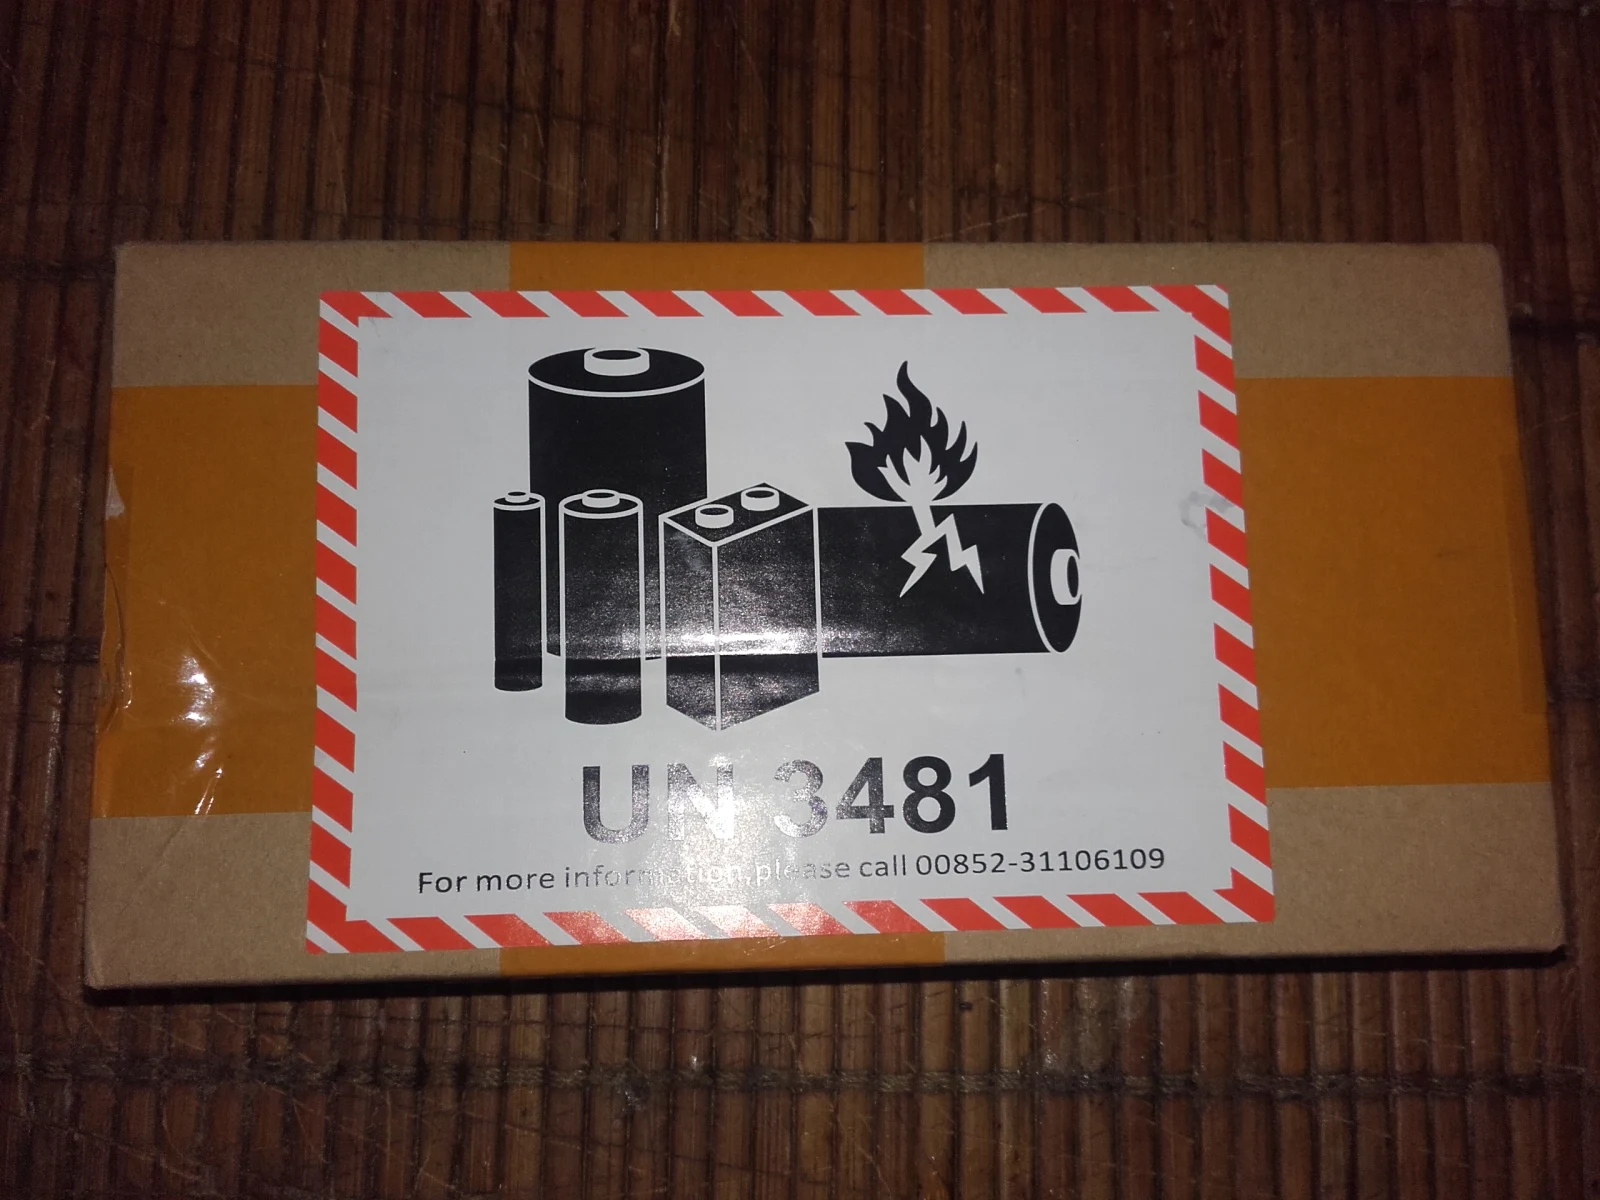 UN 3481
For more information,please call 00852-31106109